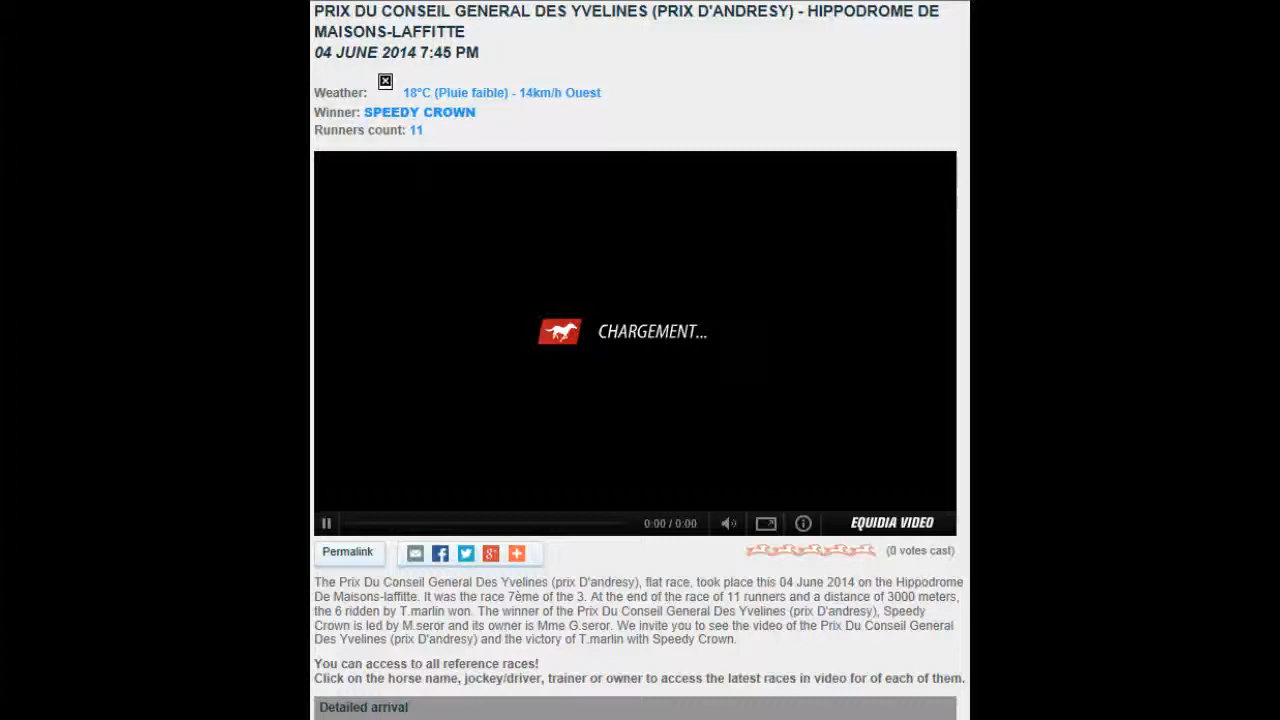 PRIX DU CONSEIL GENERAL DES YVELINES (PRIX D'ANDRESY) - HIPPODROME DE
MAISONS-LAFFITTE
04 JUNE 2014 7:45 PM
Weather: 18°C (Pluie faible) - 14km/h Ouest
Winner: SPEEDY CROWN
Runners count: 11
CHARGEMENT...
0:00 / 0:00
EQUIDIA VIDEO
Permalink
(0 votes cast)
The Prix Du Conseil General Des Yvelines (prix D'andresy), flat race, took place this 04 June 2014 on the Hippodrome
De Maisons-laffitte. It was the race 7ème of the 3. At the end of the race of 11 runners and a distance of 3000 meters,
the 6 ridden by T.marlin won. The winner of the Prix Du Conseil General Des Yvelines (prix D'andresy), Speedy
Crown is led by M.seror and its owner is Mme G.seror. We invite you to see the video of the Prix Du Conseil General
Des Yvelines (prix D'andresy) and the victory of T.marlin with Speedy Crown.
You can access to all reference races!
Click on the horse name, jockey/driver, trainer or owner to access the latest races in video for of each of them.
Detailed arrival